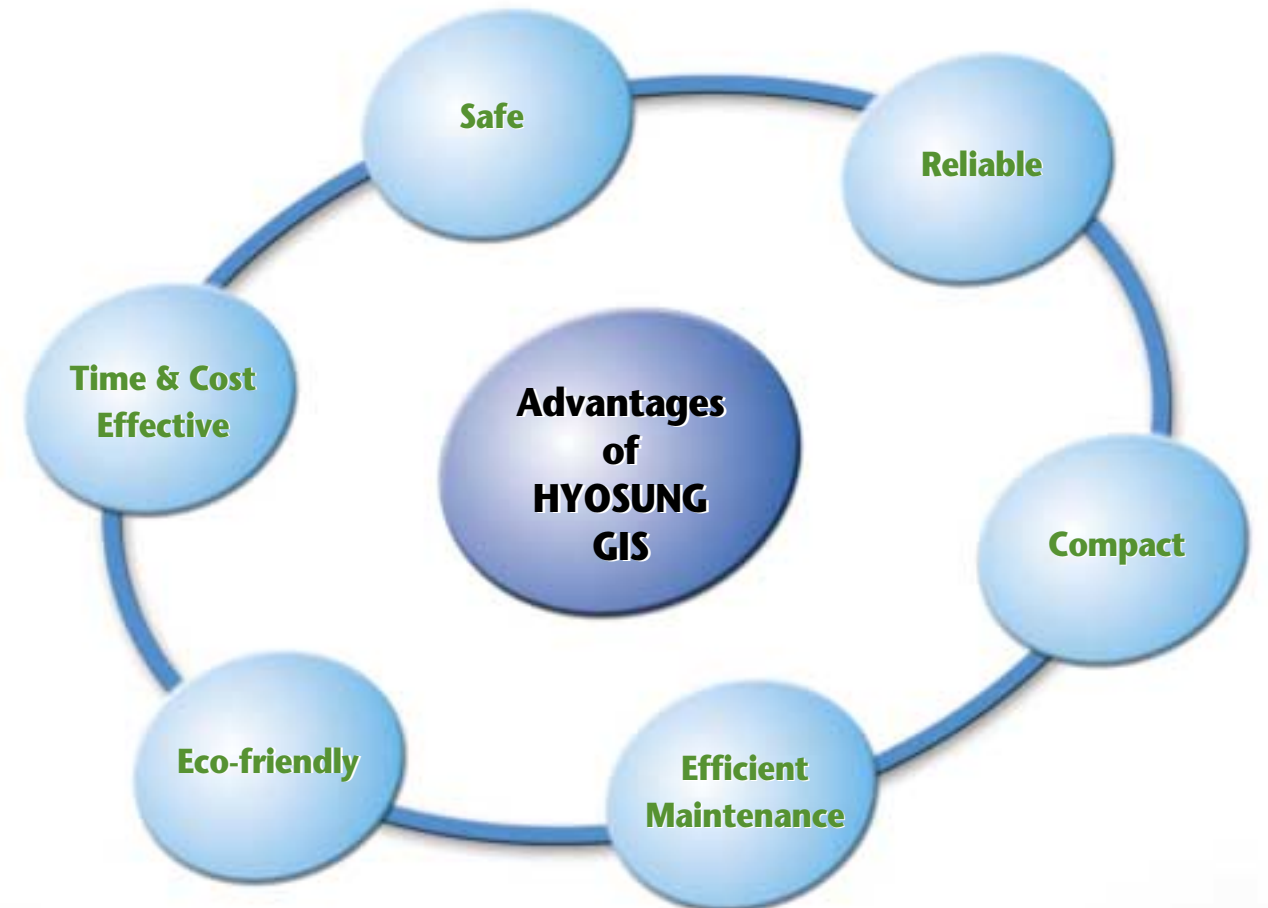 Safe
Reliable
Time & Cost
Effective
Advantages
of
HYOSUNG
GIS
Compact
Eco-friendly
Efficient
Maintenance